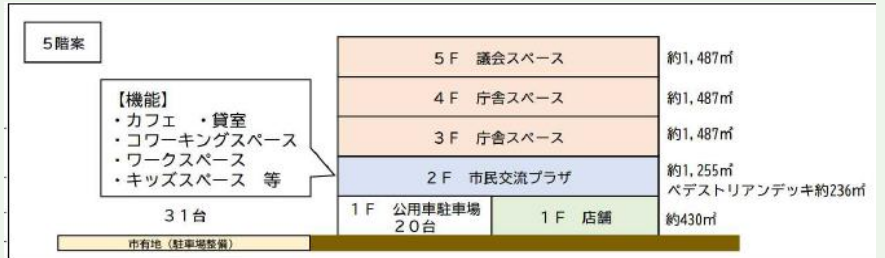 5階案
5F 議会スペース
約1,487㎡
【機能】
・カフェ ・貸室
・コワーキングスペース
・ワークスペース
・キッズスペース 等
4F 庁舎スペース
約1,487㎡
3F 庁舎スペース
約1,487㎡
2F 市民交流プラザ
約1,255㎡
ペデストリアンデッキ約236㎡
31台
1F 公用車駐車場
20台
1F 店舗
約430㎡
市有地(駐車場整備)